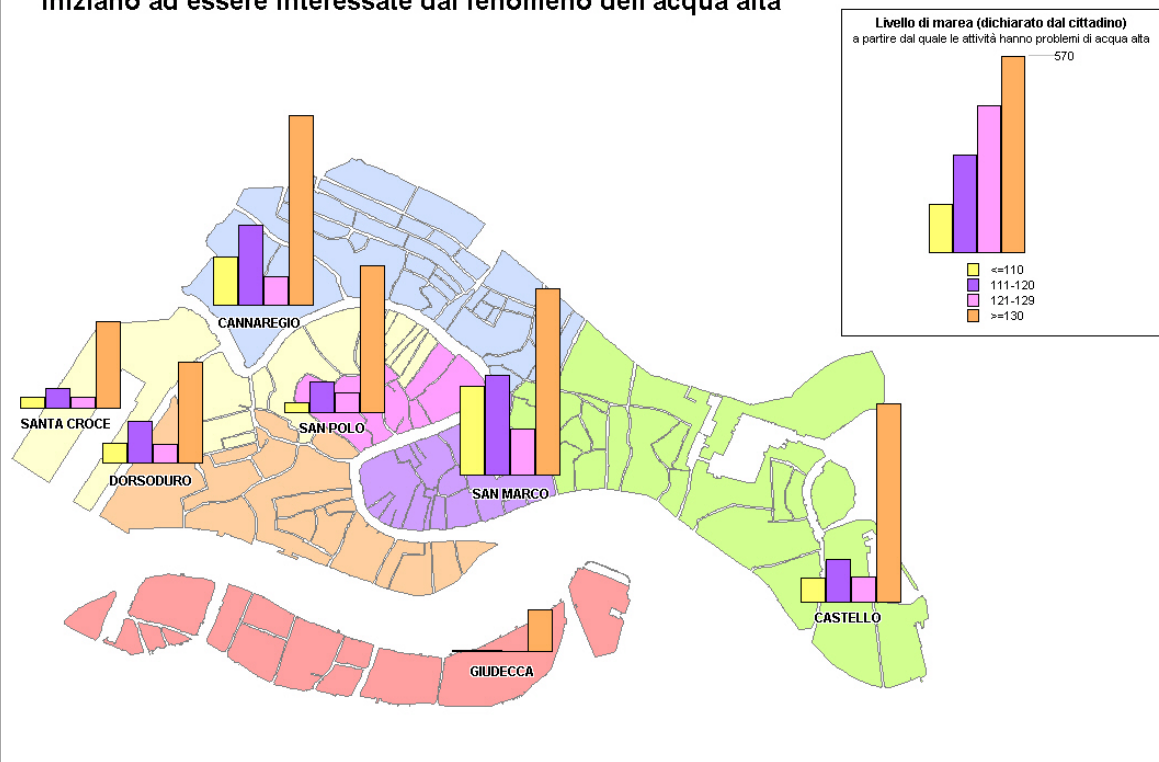 iniziano ad essere interessate dal fenomeno dell'acqua alta
Livello di marea (dichiarato dal cittadino)
a partire dal quale le attività hanno problemi di acqua alta
570
<=110
111-120
121-129
>=130
CANNAREGIO
SANTA CROCE
SAN POLO
DORSODURO
SAN MARCO
CASTELLO
GIUDECCA